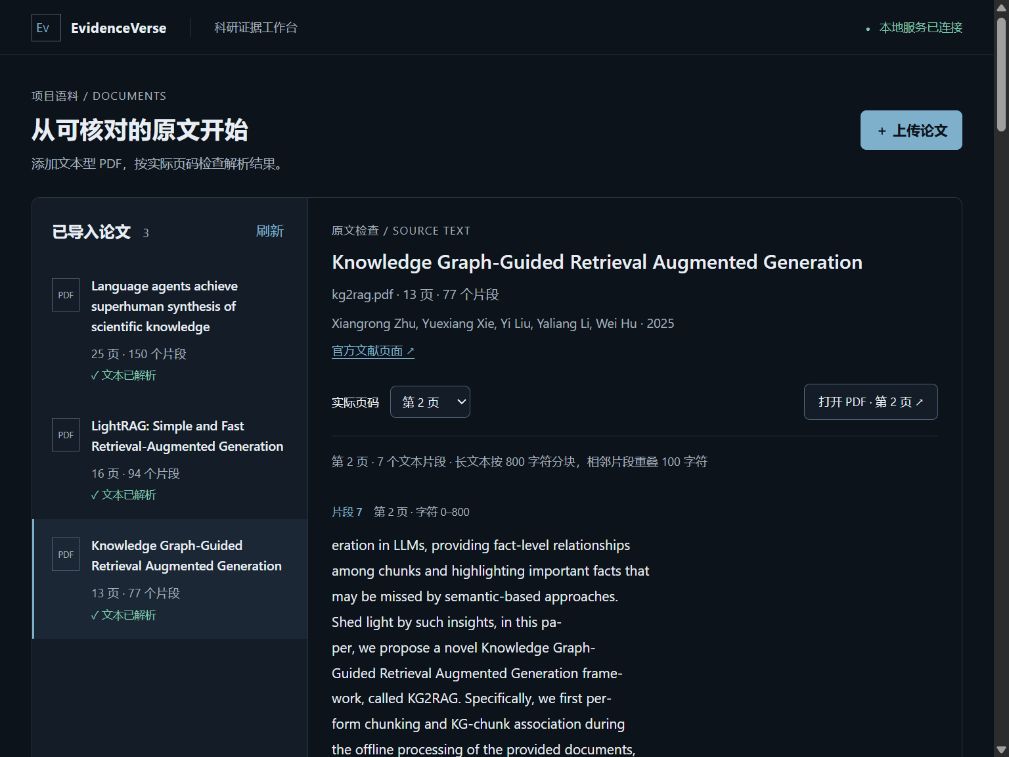 Ev EvidenceVerse 科研证据工作台 • 本地服务已连接
项目语料 / DOCUMENTS
从可核对的原文开始
添加文本型 PDF，按实际页码检查解析结果。
+ 上传论文
已导入论文 3 刷新
PDF
Language agents achieve
superhuman synthesis of
scientific knowledge
25 页 · 150 个片段
✓ 文本已解析
PDF
LightRAG: Simple and Fast
Retrieval-Augmented Generation
16 页 · 94 个片段
✓ 文本已解析
PDF
Knowledge Graph-Guided
Retrieval Augmented Generation
13 页 · 77 个片段
✓ 文本已解析
原文检查 / SOURCE TEXT
Knowledge Graph-Guided Retrieval Augmented Generation
kg2rag.pdf · 13 页 · 77 个片段
Xiangrong Zhu, Yuexiang Xie, Yi Liu, Yaliang Li, Wei Hu · 2025
官方文献页面 ↗
实际页码 第 2 页 打开 PDF · 第 2 页 ↗
第 2 页 · 7 个文本片段 · 长文本按 800 字符分块，相邻片段重叠 100 字符
片段 7 第 2 页 · 字符 0–800
eration in LLMs, providing fact-level relationships
among chunks and highlighting important facts that
may be missed by semantic-based approaches.
Shed light by such insights, in this pa-
per, we propose a novel Knowledge Graph-
Guided Retrieval Augmented Generation frame-
work, called KG2RAG. Specifically, we first per-
form chunking and KG-chunk association during
the offline processing of the provided documents,